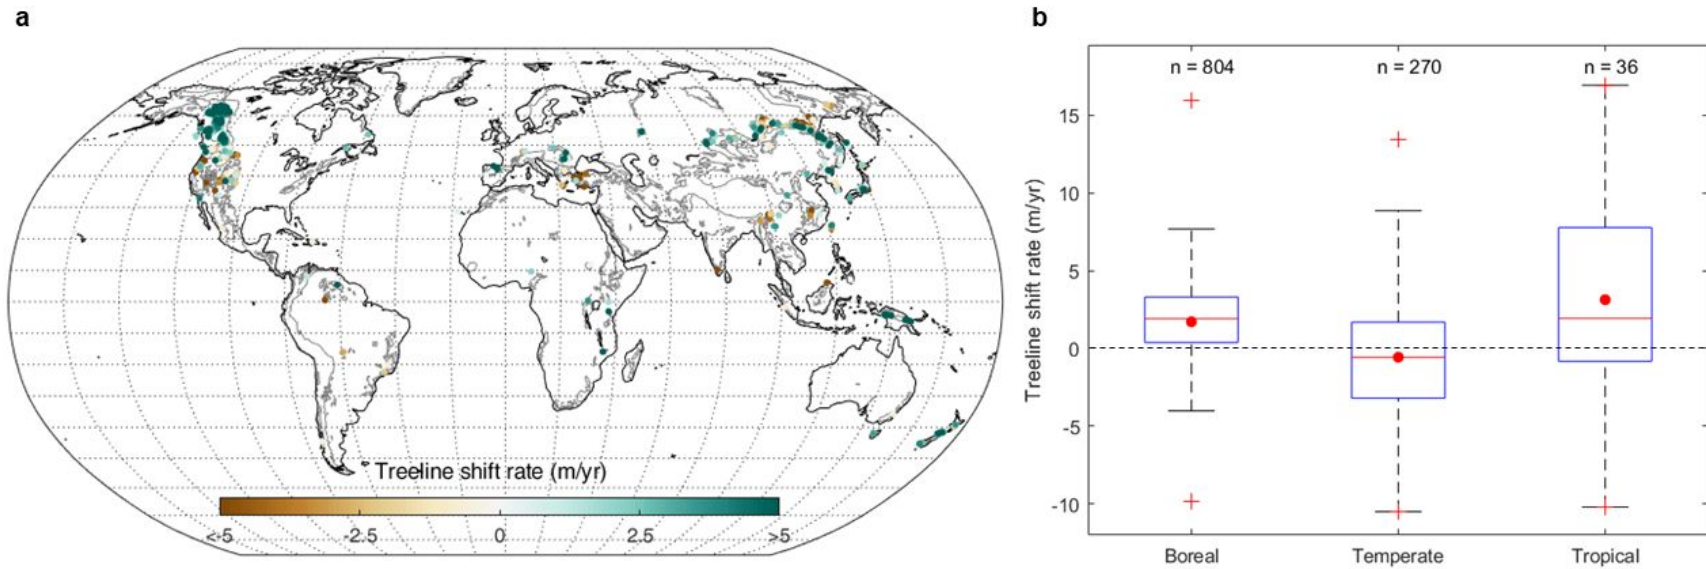 a
Treeline shift rate (m/yr)
<-5 -2.5 0 2.5 >5
b
n = 804 n = 270 n = 36
Treeline shift rate (m/yr)
15
10
5
0
-5
-10
Boreal Temperate Tropical